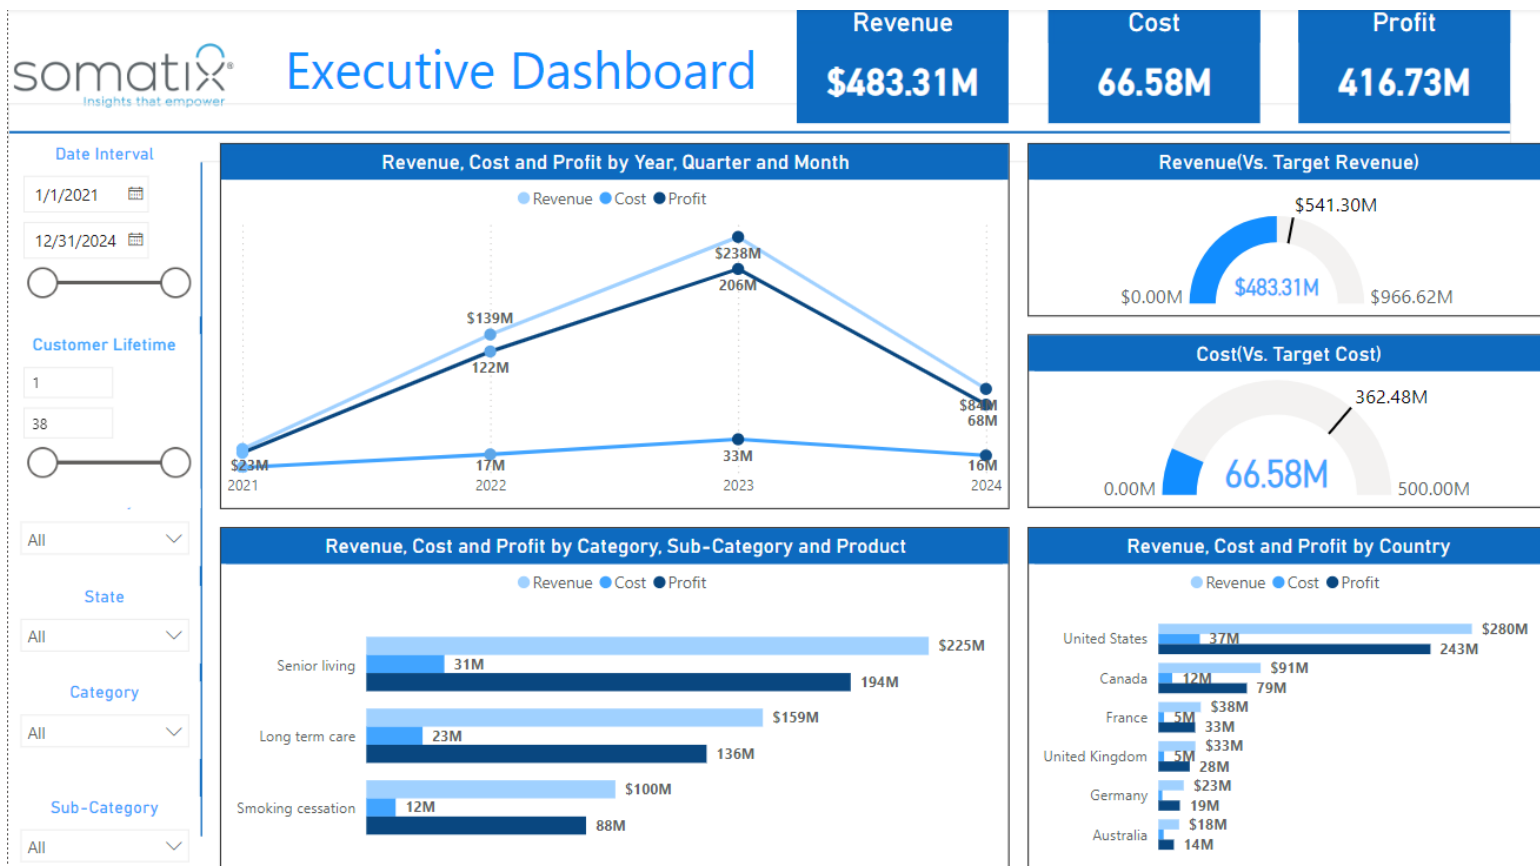 somatix®
Insights that empower
Executive Dashboard
Revenue
$483.31M
Cost
66.58M
Profit
416.73M
Date Interval
1/1/2021
12/31/2024
Customer Lifetime
1
38
All
State
All
Category
All
Sub-Category
All
Revenue, Cost and Profit by Year, Quarter and Month
Revenue Cost Profit
$238M
206M
$139M
122M
$84M
68M
33M
$23M
17M
16M
2021 2022 2023 2024
Revenue(Vs. Target Revenue)
$541.30M
$483.31M
$0.00M
$966.62M
Cost(Vs. Target Cost)
362.48M
66.58M
0.00M
500.00M
Revenue, Cost and Profit by Category, Sub-Category and Product
Revenue Cost Profit
$225M
Senior living 31M
194M
$159M
Long term care 23M
136M
$100M
Smoking cessation 12M
88M
Revenue, Cost and Profit by Country
Revenue Cost Profit
$280M
United States 37M
243M
$91M
Canada 12M
79M
$38M
France 5M
33M
$33M
United Kingdom 5M
28M
$23M
Germany
19M
$18M
Australia
14M